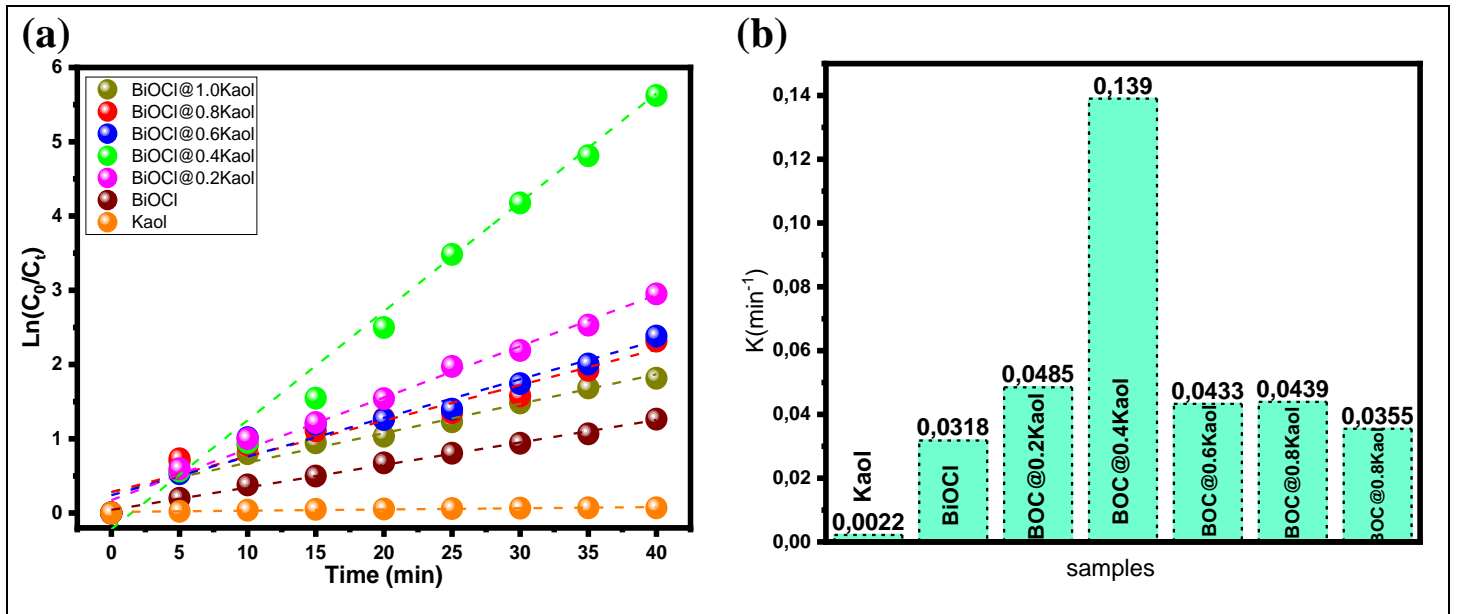 (a)
6
5
4
3
2
1
0
Ln(C₀/Cₜ)
BiOCl@1.0Kaol
BiOCl@0.8Kaol
BiOCl@0.6Kaol
BiOCl@0.4Kaol
BiOCl@0.2Kaol
BiOCl
Kaol
0 5 10 15 20 25 30 35 40
Time (min)
(b)
0,14
0,12
0,10
0,08
0,06
0,04
0,02
0,00
K(min⁻¹)
0,0022
0,0318
0,0485
0,139
0,0433
0,0439
0,0355
Kaol
BiOCl
BOC@0.2Kaol
BOC@0.4Kaol
BOC@0.6Kaol
BOC@0.8Kaol
BOC@0.8Kaol
samples